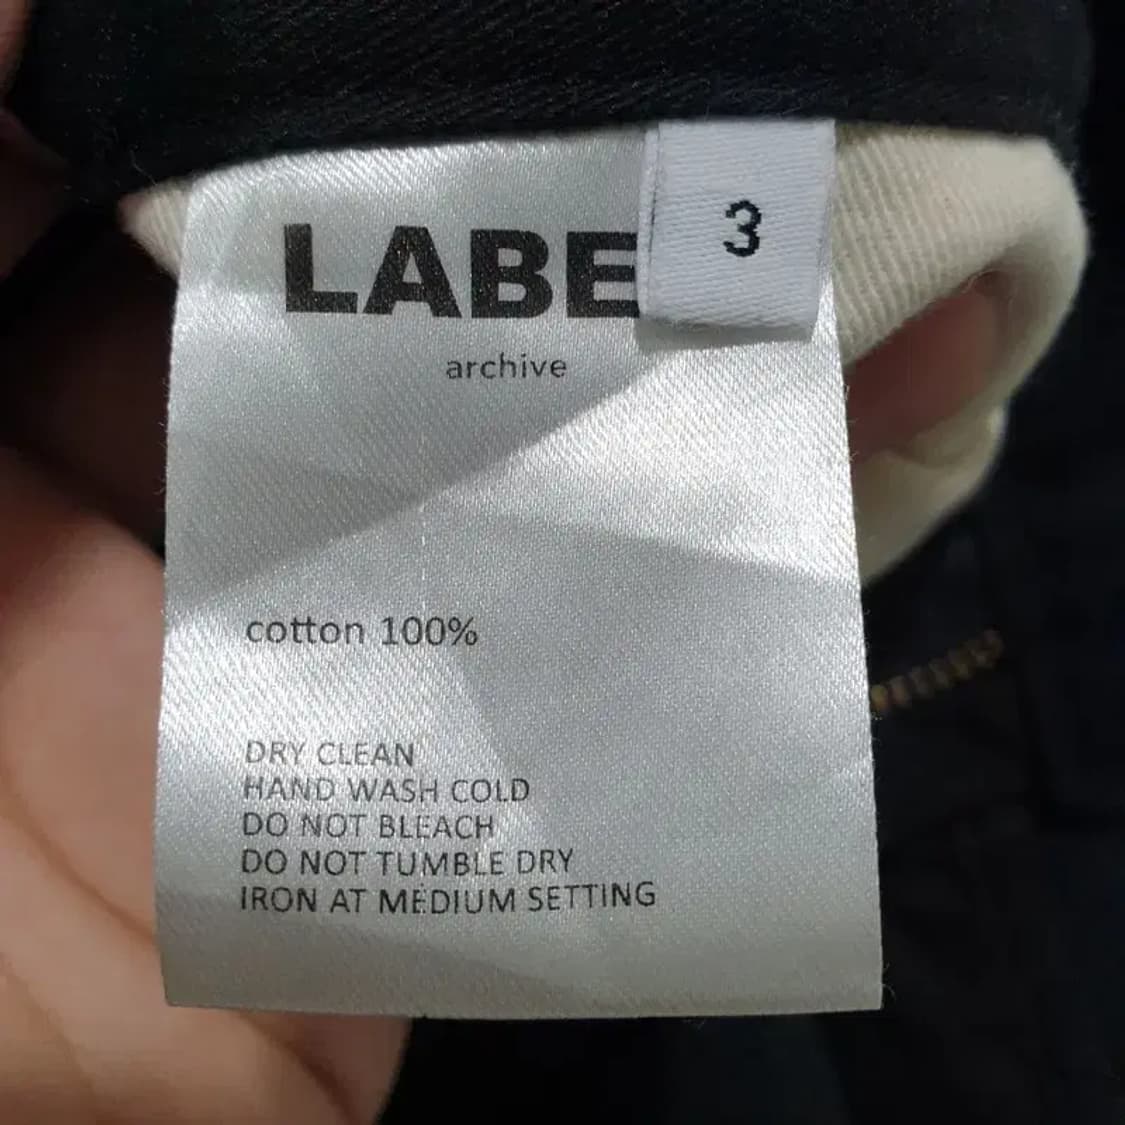 LABE
3
archive
cotton 100%
DRY CLEAN
HAND WASH COLD
DO NOT BLEACH
DO NOT TUMBLE DRY
IRON AT MEDIUM SETTING